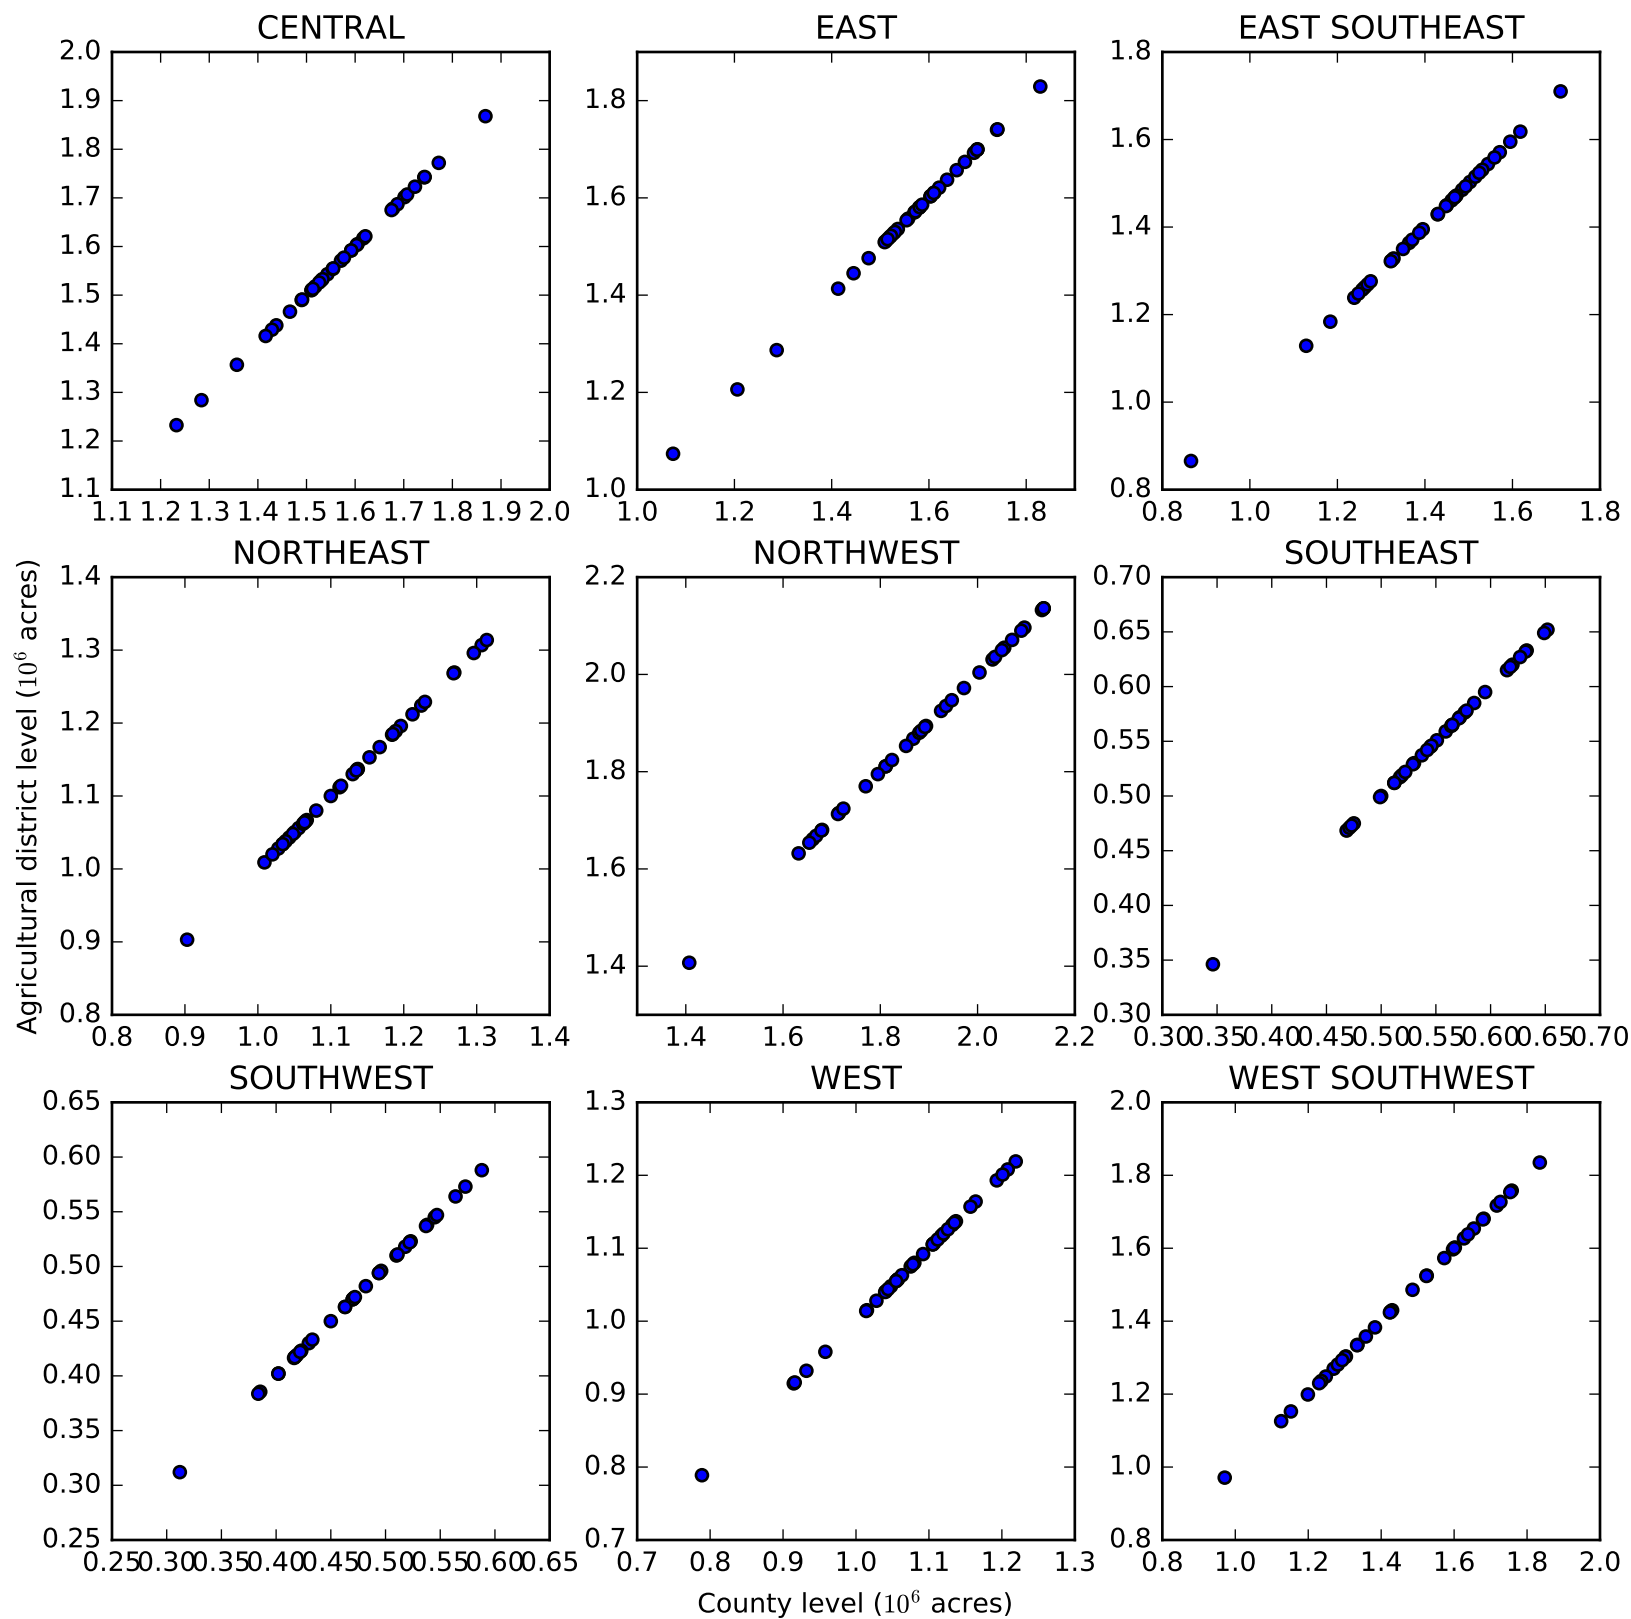 CENTRAL EAST EAST SOUTHEAST
2.0 1.8
1.9 1.8
1.8 1.6
1.7 1.6
1.6 1.4
1.5 1.4 1.2
1.4
1.3 1.2 1.0
1.2
1.1 1.0 0.8
1.1 1.2 1.3 1.4 1.5 1.6 1.7 1.8 1.9 2.0 1.0 1.2 1.4 1.6 1.8 0.8 1.0 1.2 1.4 1.6 1.8
NORTHEAST NORTHWEST SOUTHEAST
1.4 2.2 0.70
1.3 0.65
2.0 0.60
1.2 0.55
1.1 1.8 0.50
1.0 1.6 0.45
0.40
0.9 1.4 0.35
0.8 0.30
0.8 0.9 1.0 1.1 1.2 1.3 1.4 1.4 1.6 1.8 2.0 2.2 0.30 0.35 0.40 0.45 0.50 0.55 0.60 0.65 0.70
Agricultural district level (10⁶ acres)
SOUTHWEST WEST WEST SOUTHWEST
0.65 1.3 2.0
0.60 1.2 1.8
0.55
0.50 1.1 1.6
0.45 1.0 1.4
0.40 0.9 1.2
0.35
0.30 0.8 1.0
0.25 0.7 0.8
0.25 0.30 0.35 0.40 0.45 0.50 0.55 0.60 0.65 0.7 0.8 0.9 1.0 1.1 1.2 1.3 0.8 1.0 1.2 1.4 1.6 1.8 2.0
County level (10⁶ acres)